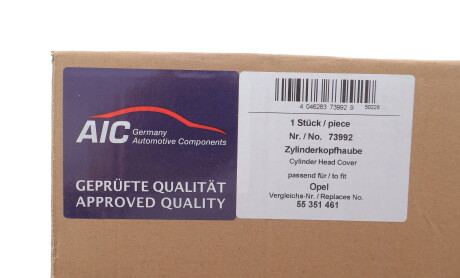 AIC Germany
Automotive Components
GEPRÜFTE QUALITÄT
APPROVED QUALITY
4 046283 73992 9 50228
1 Stück / piece
Nr. / No. 73992
Zylinderkopfhaube
Cylinder Head Cover
passend für / to fit
Opel
Vergleichs-Nr. / Replaces No.
55 351 461